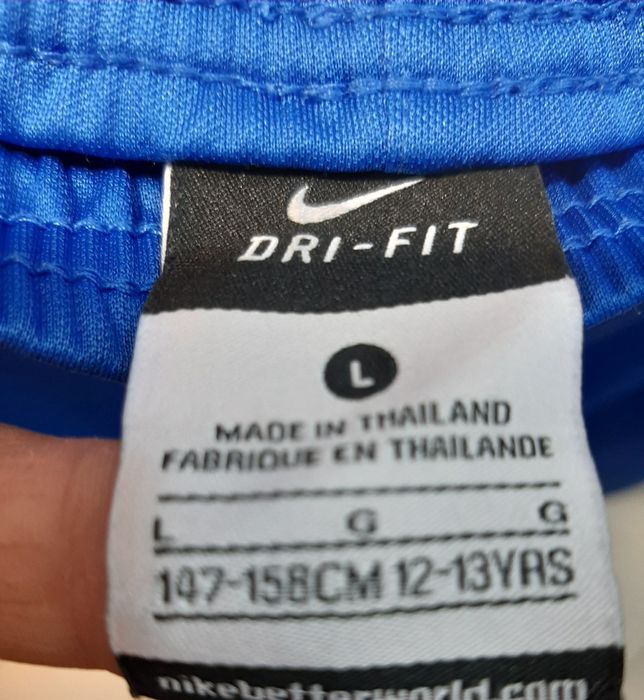 DRI-FIT
L
MADE IN THAILAND
FABRIQUE EN THAILANDE
L G G
147-158CM 12-13YRS
nikebetterworld.com